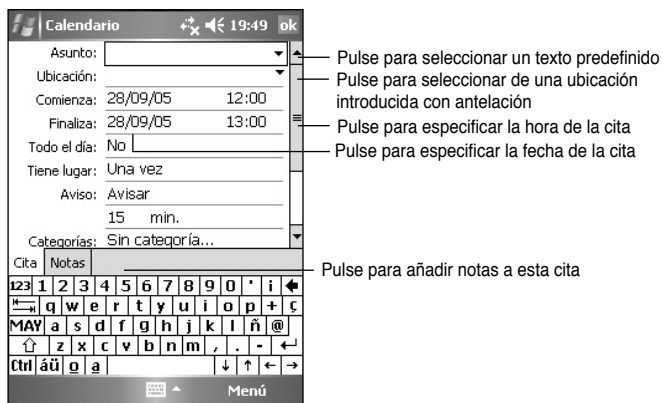 Calendario 19:49 ok
Asunto:
Ubicación:
Comienza: 28/09/05 12:00
Finaliza: 28/09/05 13:00
Todo el día: No
Tiene lugar: Una vez
Aviso: Avisar
15 min.
Categorías: Sin categoría...
Cita Notas
123 1 2 3 4 5 6 7 8 9 0 ' i
q w e r t y u i o p + ç
MAY a s d f g h j k l ñ @
z x c v b n m , . -
Ctrl áü o a ↓ ↑ ← →
Menú
Pulse para seleccionar un texto predefinido
Pulse para seleccionar de una ubicación
introducida con antelación
Pulse para especificar la hora de la cita
Pulse para especificar la fecha de la cita
Pulse para añadir notas a esta cita